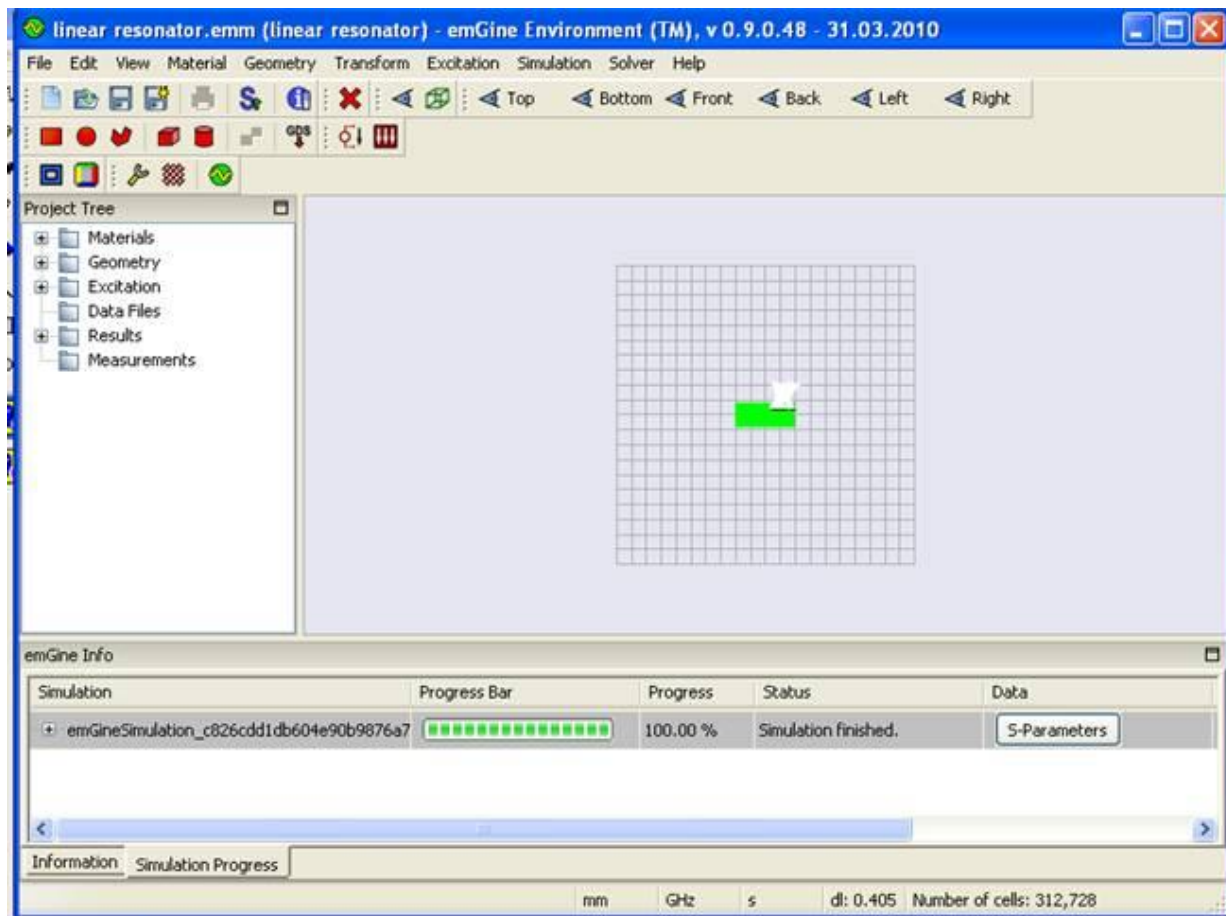 linear resonator.emm (linear resonator) - emGine Environment (TM), v 0.9.0.48 - 31.03.2010
File Edit View Material Geometry Transform Excitation Simulation Solver Help
Top Bottom Front Back Left Right
GDS
Project Tree
Materials
Geometry
Excitation
Data Files
Results
Measurements
emGine Info
Simulation Progress Bar Progress Status Data
emGineSimulation_c826cdd1db604e90b9876a7 100.00 % Simulation finished. S-Parameters
Information Simulation Progress
mm GHz s dl: 0.405 Number of cells: 312,728